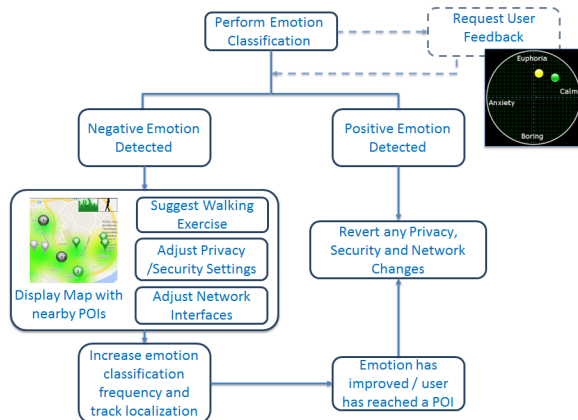 Perform Emotion
Classification
Request User
Feedback
Euphoria
Calm
Anxiety
Boring
Negative Emotion
Detected
Positive Emotion
Detected
Suggest Walking
Exercise
Adjust Privacy
/Security Settings
Adjust Network
Interfaces
Display Map with
nearby POIs
Revert any Privacy,
Security and Network
Changes
Increase emotion
classification
frequency and
track localization
Emotion has
improved / user
has reached a POI